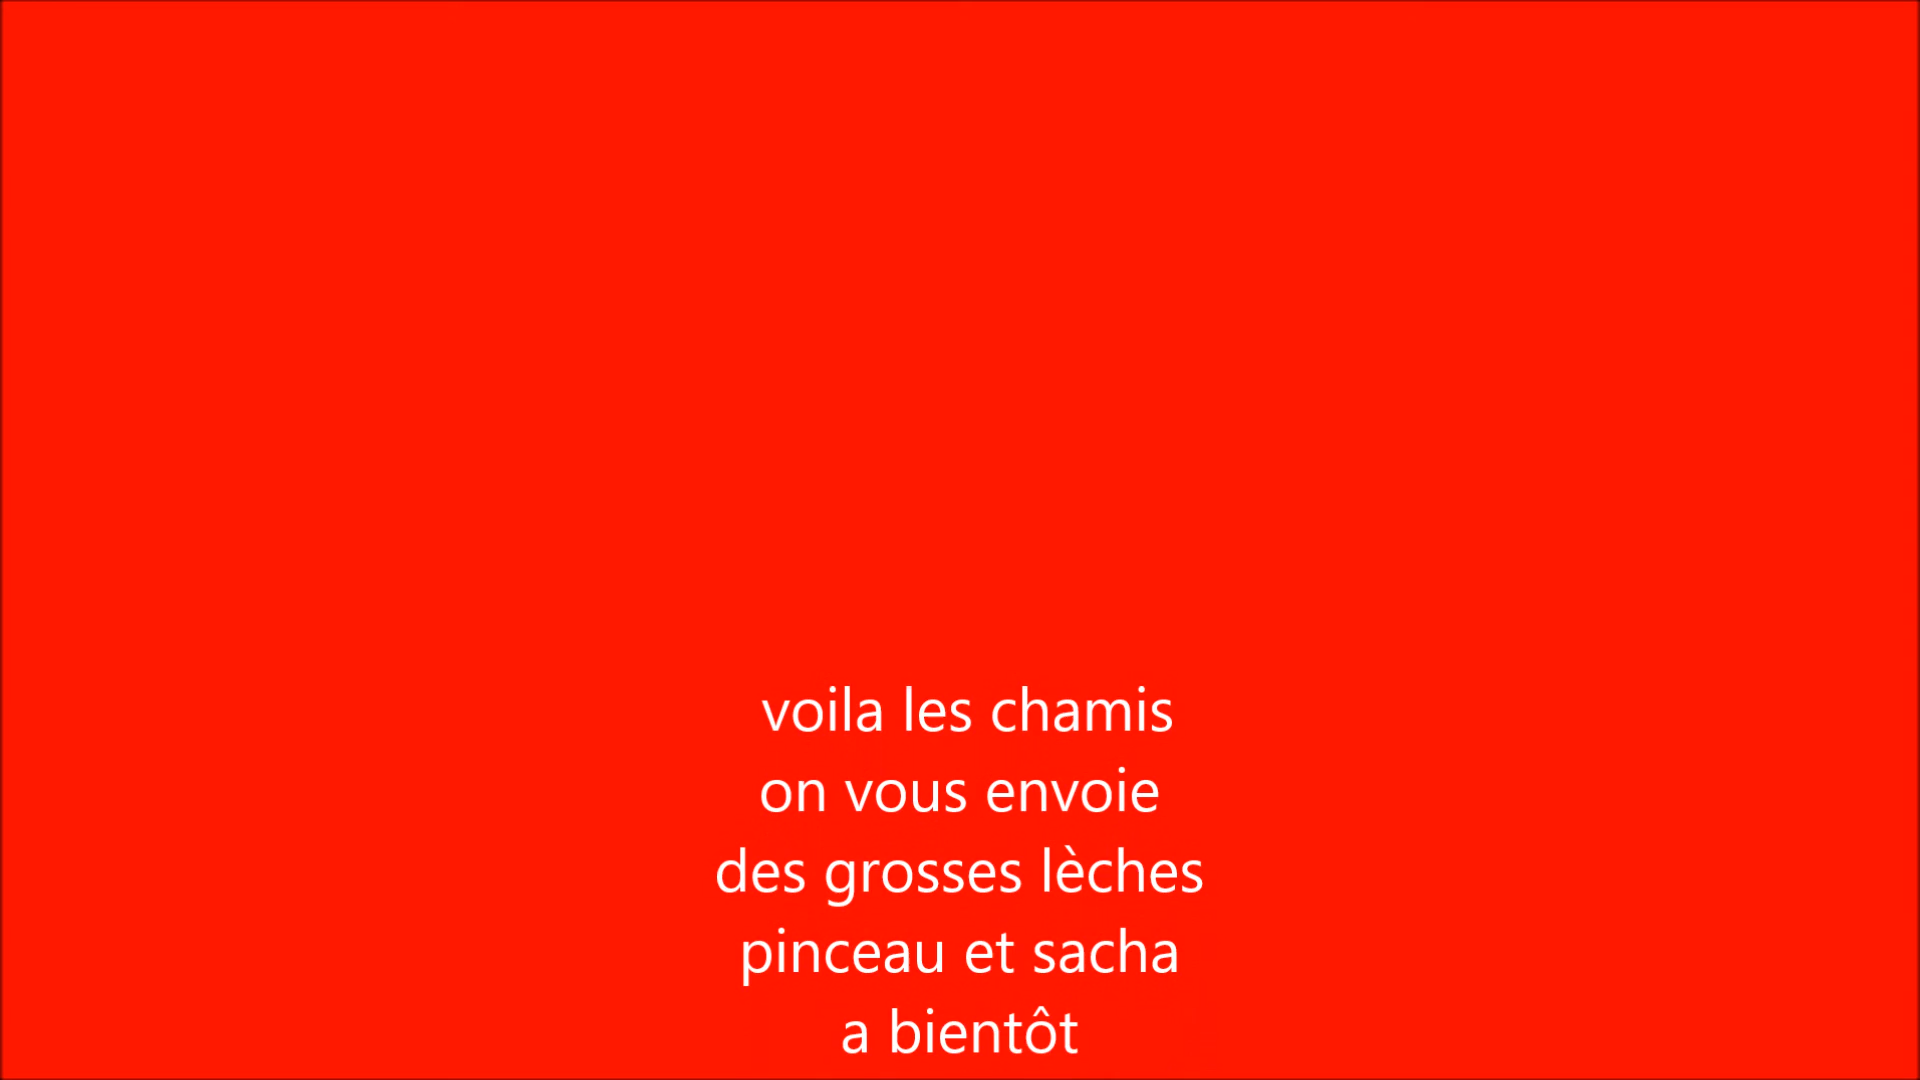 voila les chamis
on vous envoie
des grosses lèches
pinceau et sacha
a bientôt